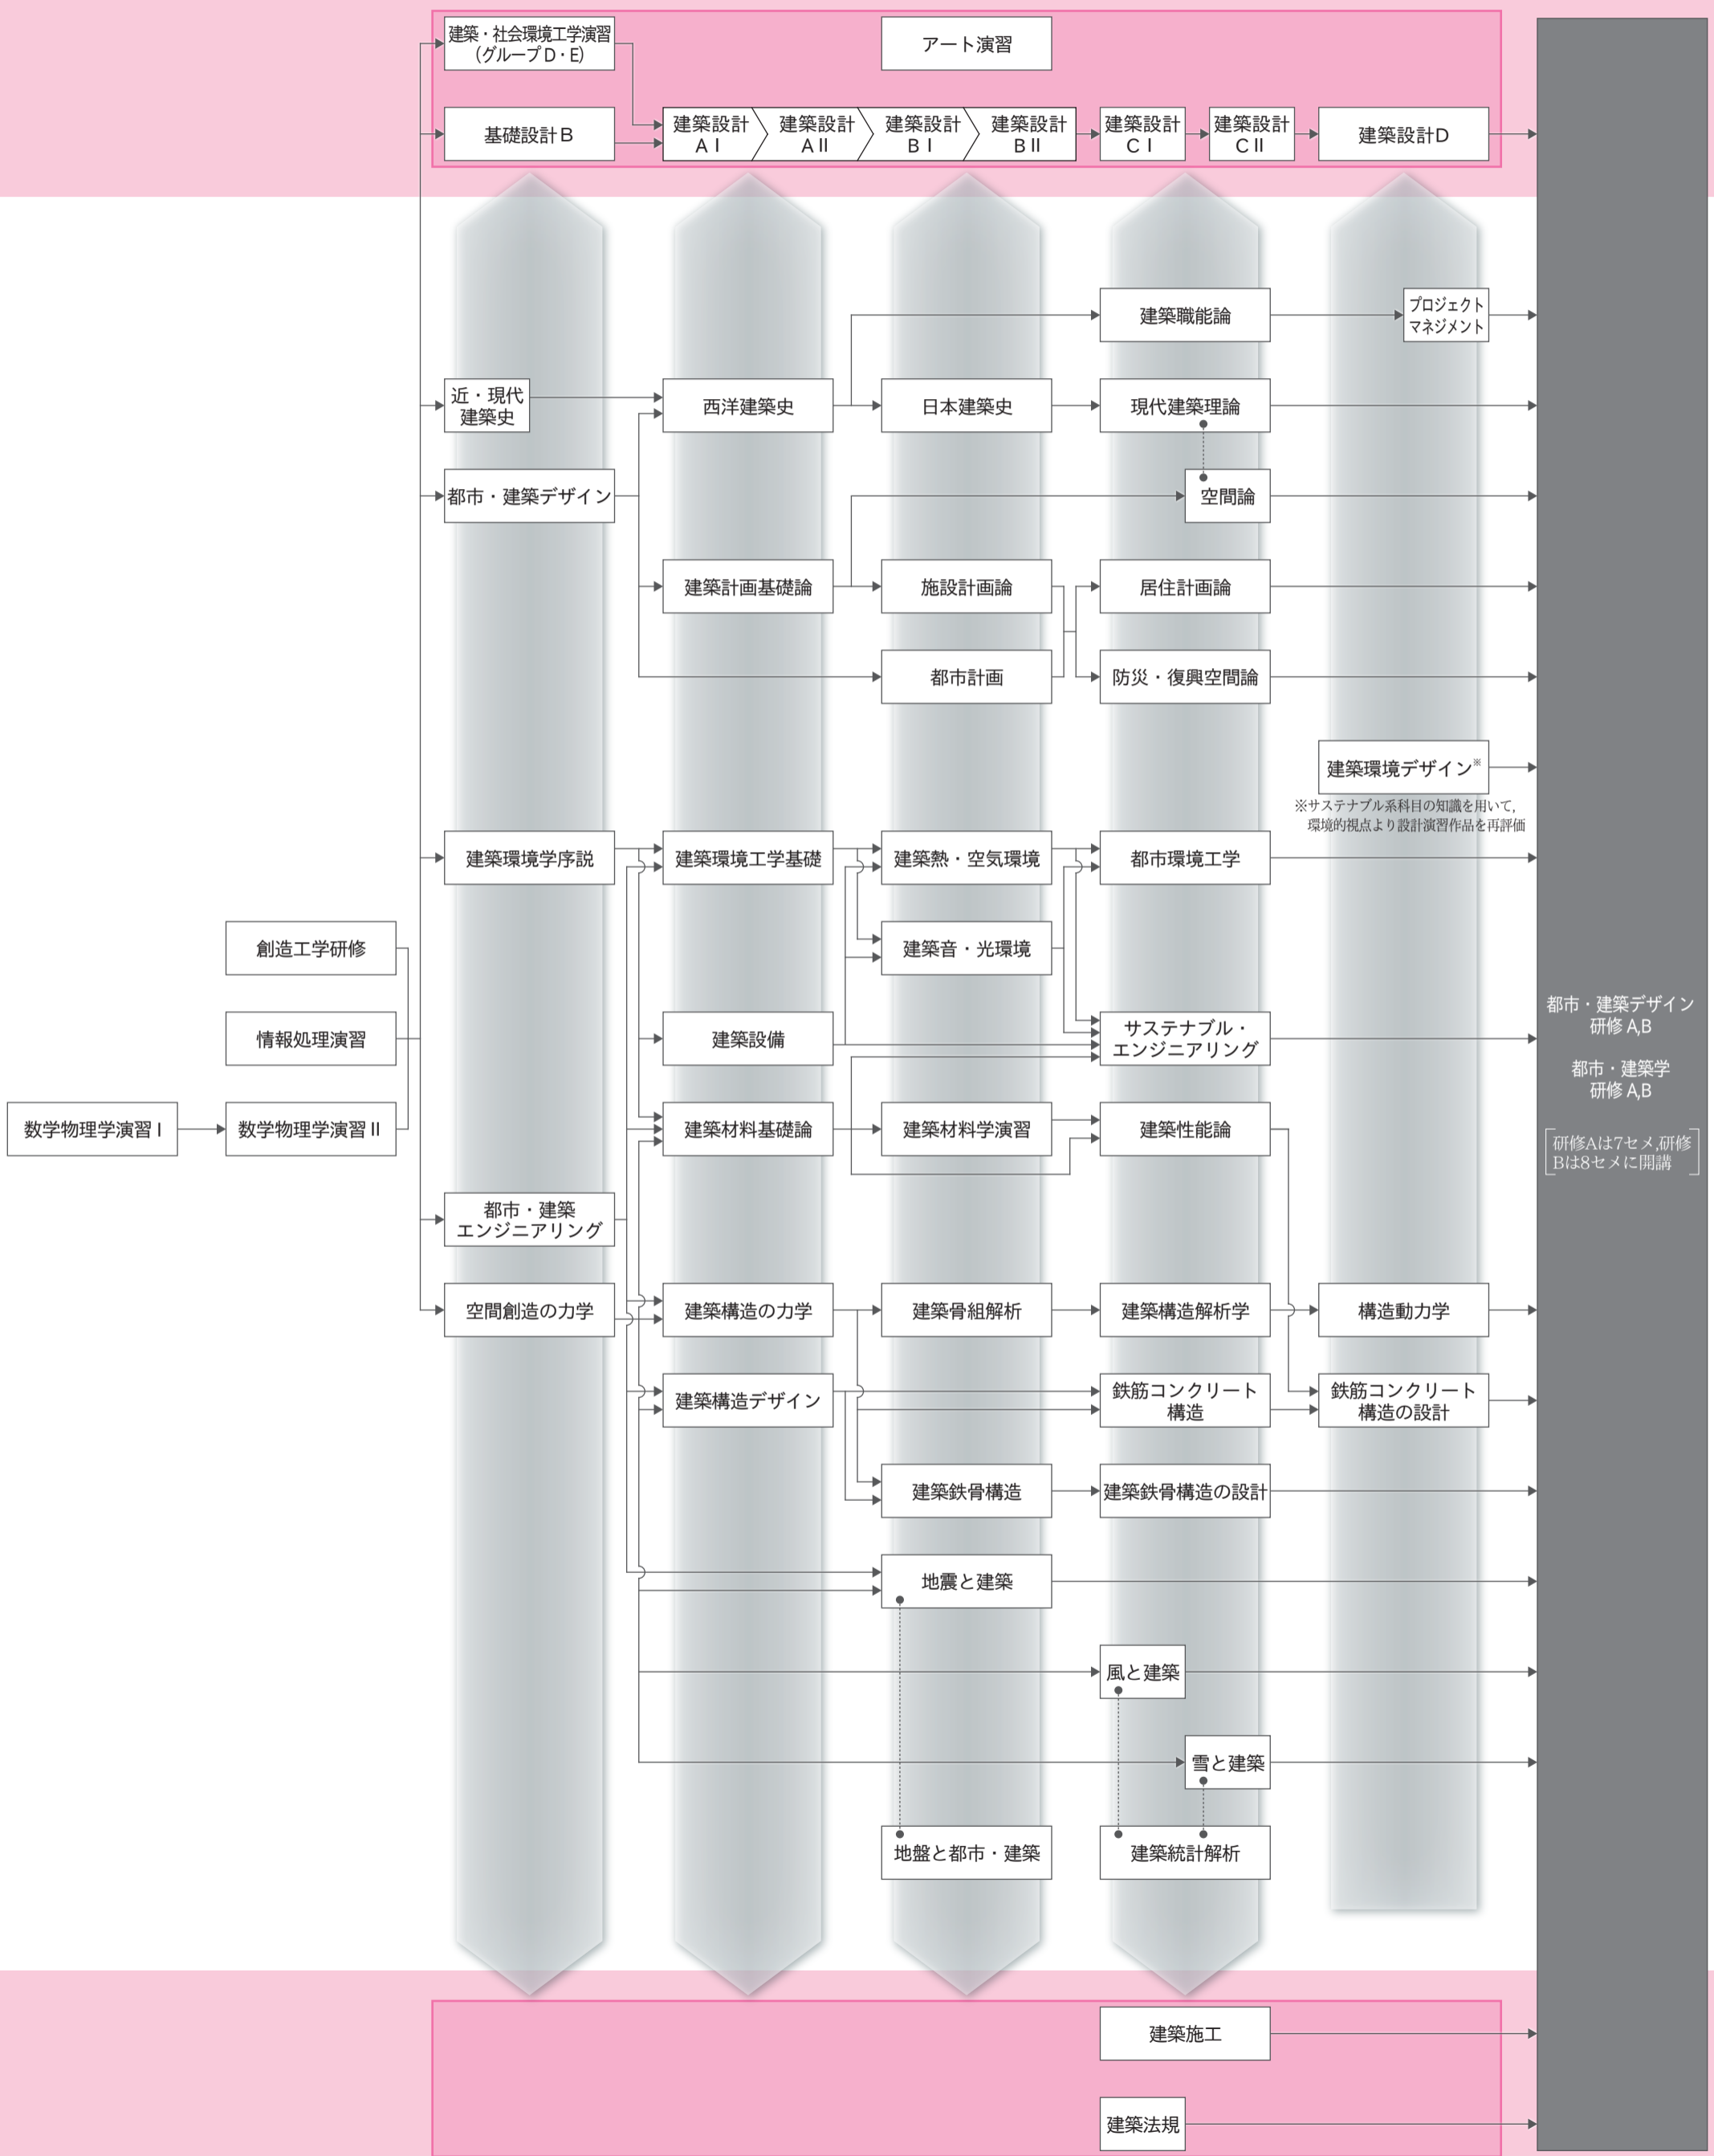 建築・社会環境工学演習
（グループD・E）
アート演習
基礎設計B
建築設計
AⅠ
建築設計
AⅡ
建築設計
BⅠ
建築設計
BⅡ
建築設計
CⅠ
建築設計
CⅡ
建築設計D
建築職能論
プロジェクト
マネジメント
近・現代
建築史
西洋建築史
日本建築史
現代建築理論
都市・建築デザイン
空間論
建築計画基礎論
施設計画論
居住計画論
都市計画
防災・復興空間論
建築環境デザイン※
※サステナブル系科目の知識を用いて，
環境的視点より設計演習作品を再評価
建築環境学序説
建築環境工学基礎
建築熱・空気環境
都市環境工学
創造工学研修
建築音・光環境
情報処理演習
建築設備
サステナブル・
エンジニアリング
都市・建築デザイン
研修 A,B
都市・建築学
研修 A,B
研修Aは7セメ,研修
Bは8セメに開講
数学物理学演習Ⅰ
数学物理学演習Ⅱ
建築材料基礎論
建築材料学演習
建築性能論
都市・建築
エンジニアリング
空間創造の力学
建築構造の力学
建築骨組解析
建築構造解析学
構造動力学
建築構造デザイン
鉄筋コンクリート
構造
鉄筋コンクリート
構造の設計
建築鉄骨構造
建築鉄骨構造の設計
地震と建築
風と建築
雪と建築
地盤と都市・建築
建築統計解析
建築施工
建築法規